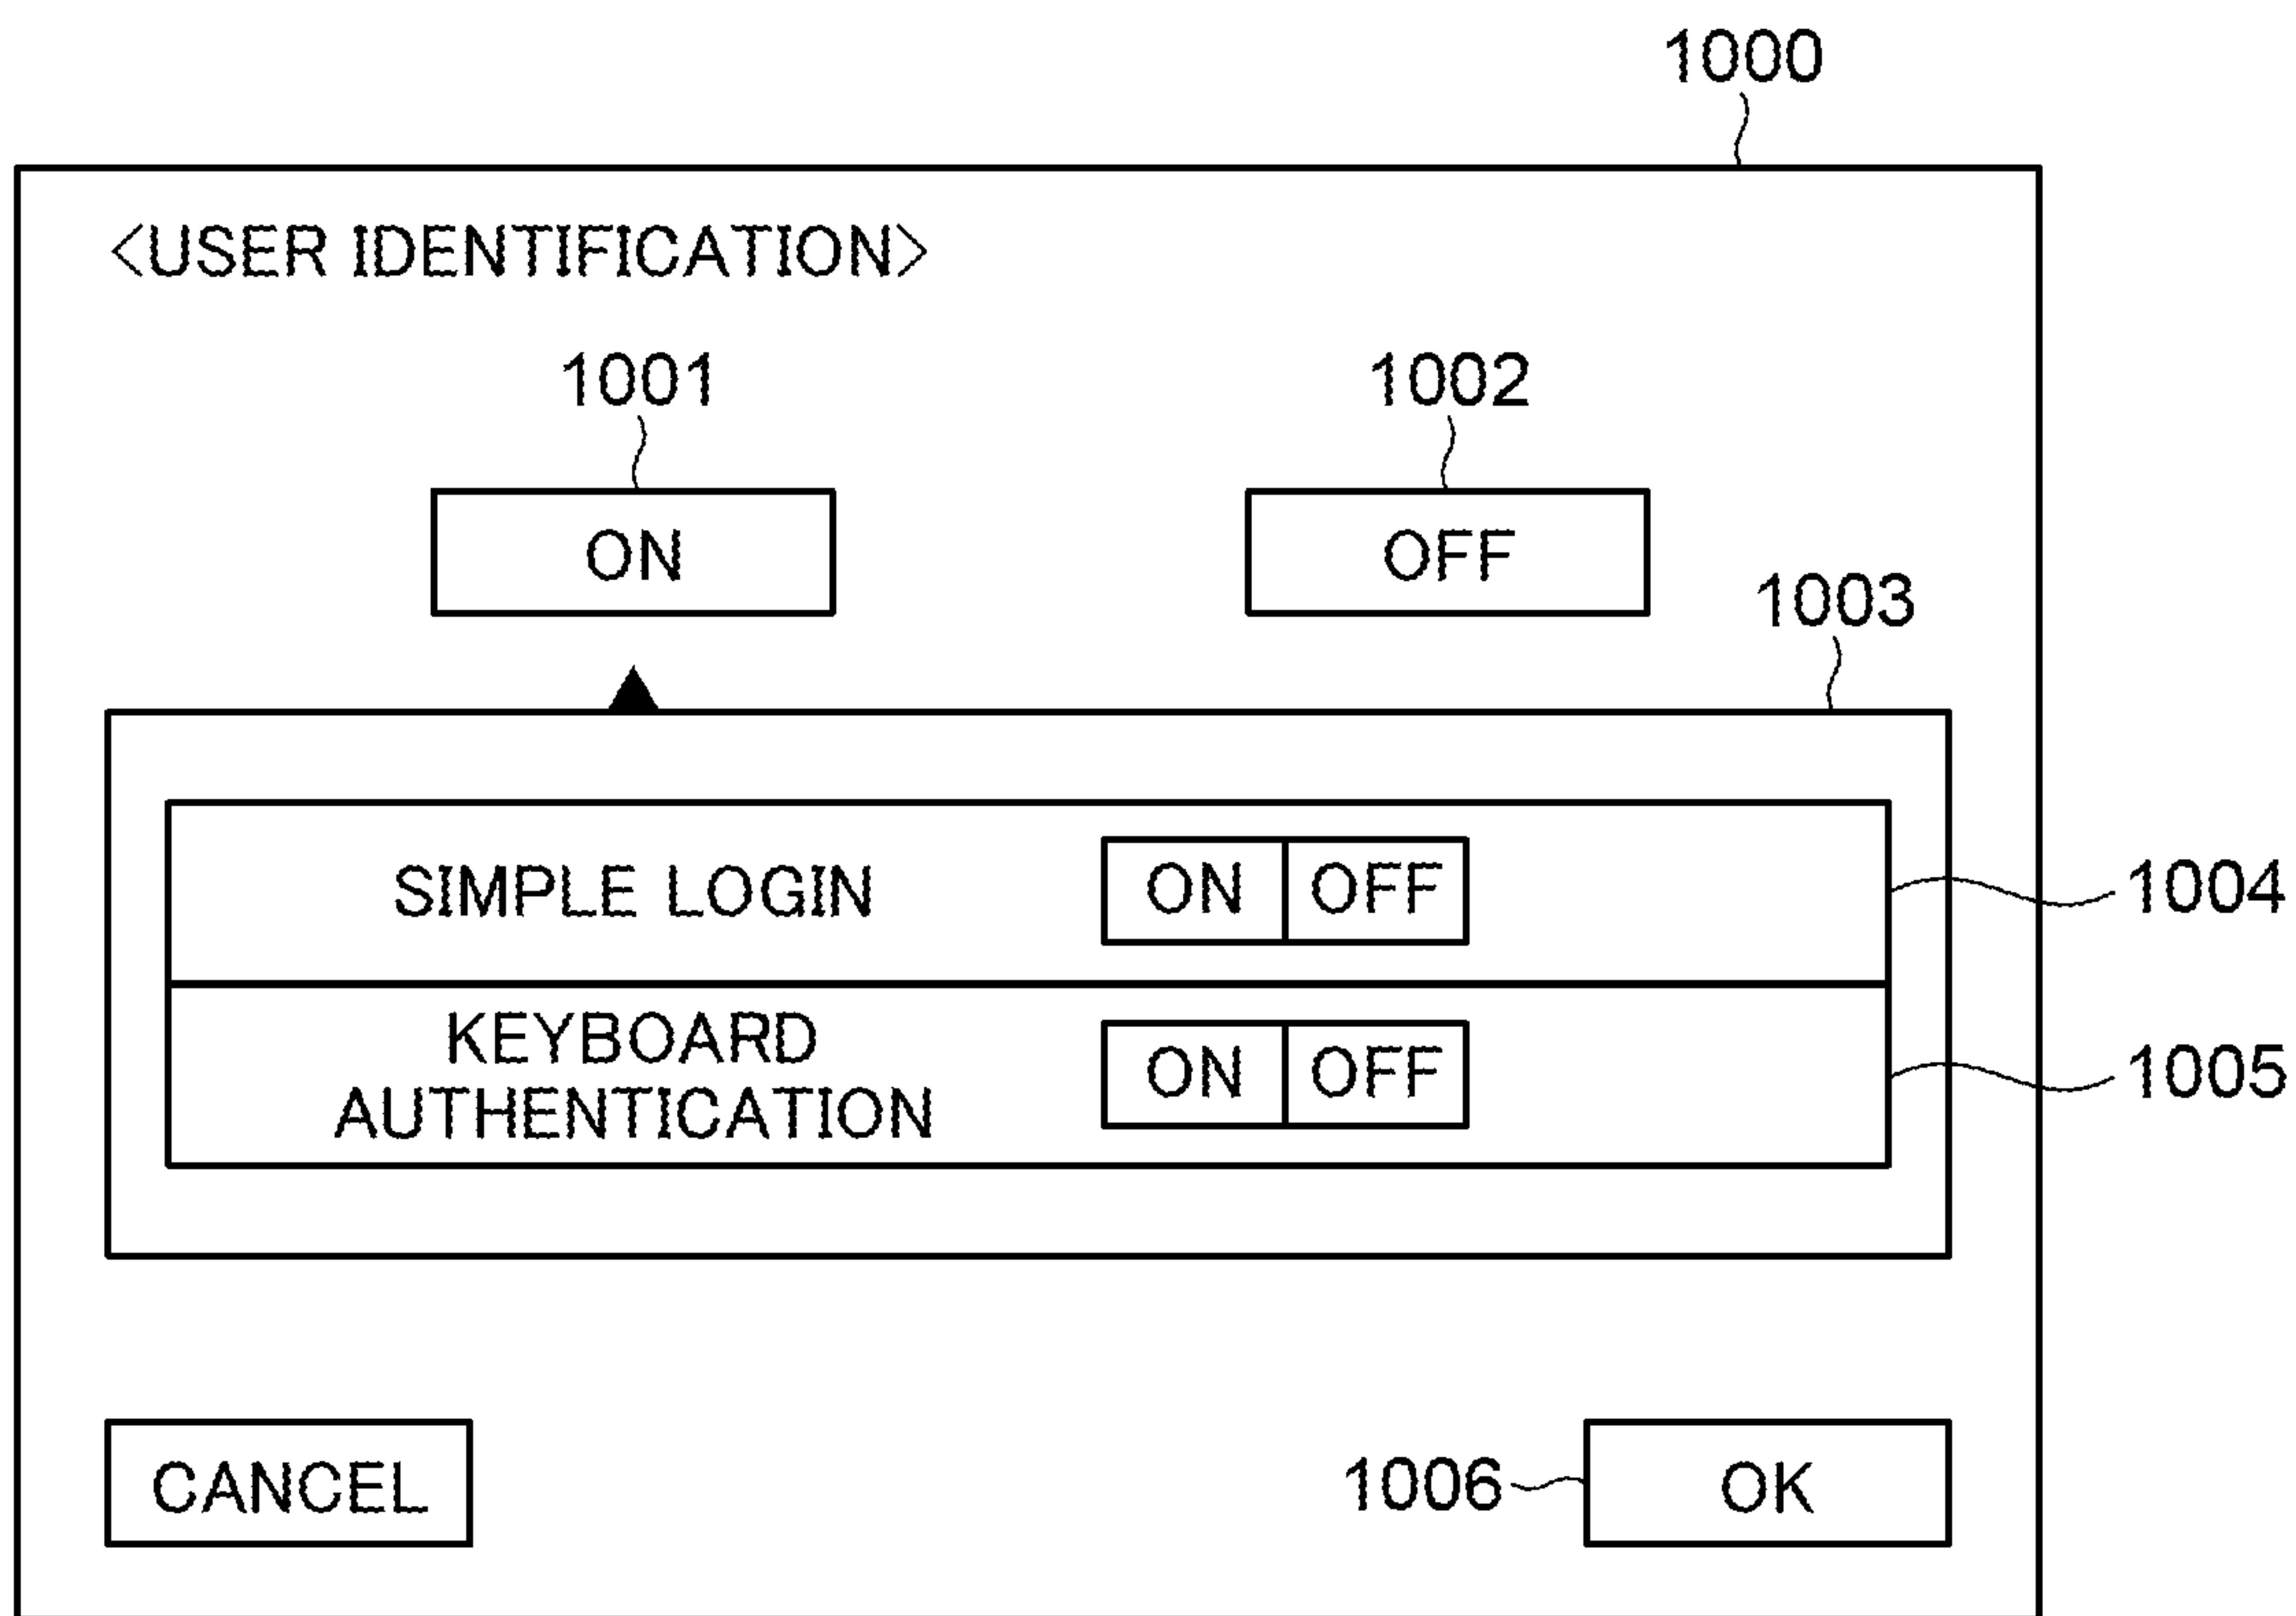 1000
<USER IDENTIFICATION>
1001
1002
ON
OFF
1003
SIMPLE LOGIN
ON
OFF
1004
KEYBOARD
AUTHENTICATION
ON
OFF
1005
CANCEL
1006
OK